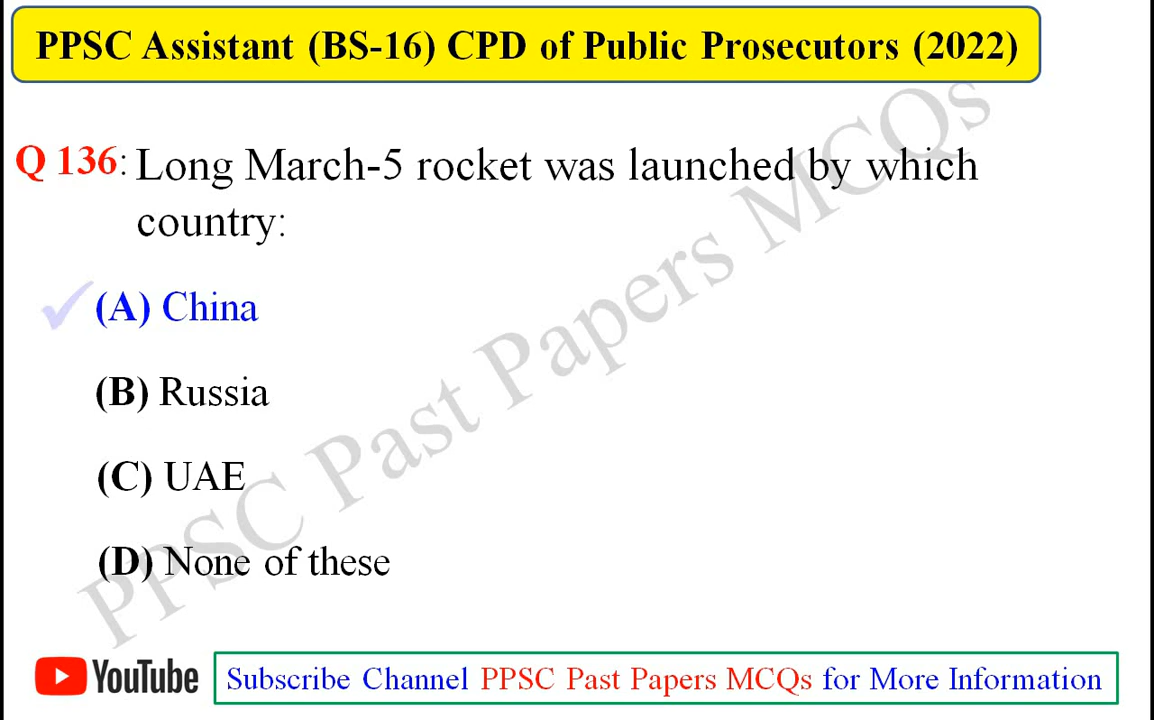 PPSC Assistant (BS-16) CPD of Public Prosecutors (2022)
Q 136: Long March-5 rocket was launched by which
country:
(A) China
(B) Russia
(C) UAE
(D) None of these
PPSC Past Papers MCQs
YouTube
Subscribe Channel PPSC Past Papers MCQs for More Information